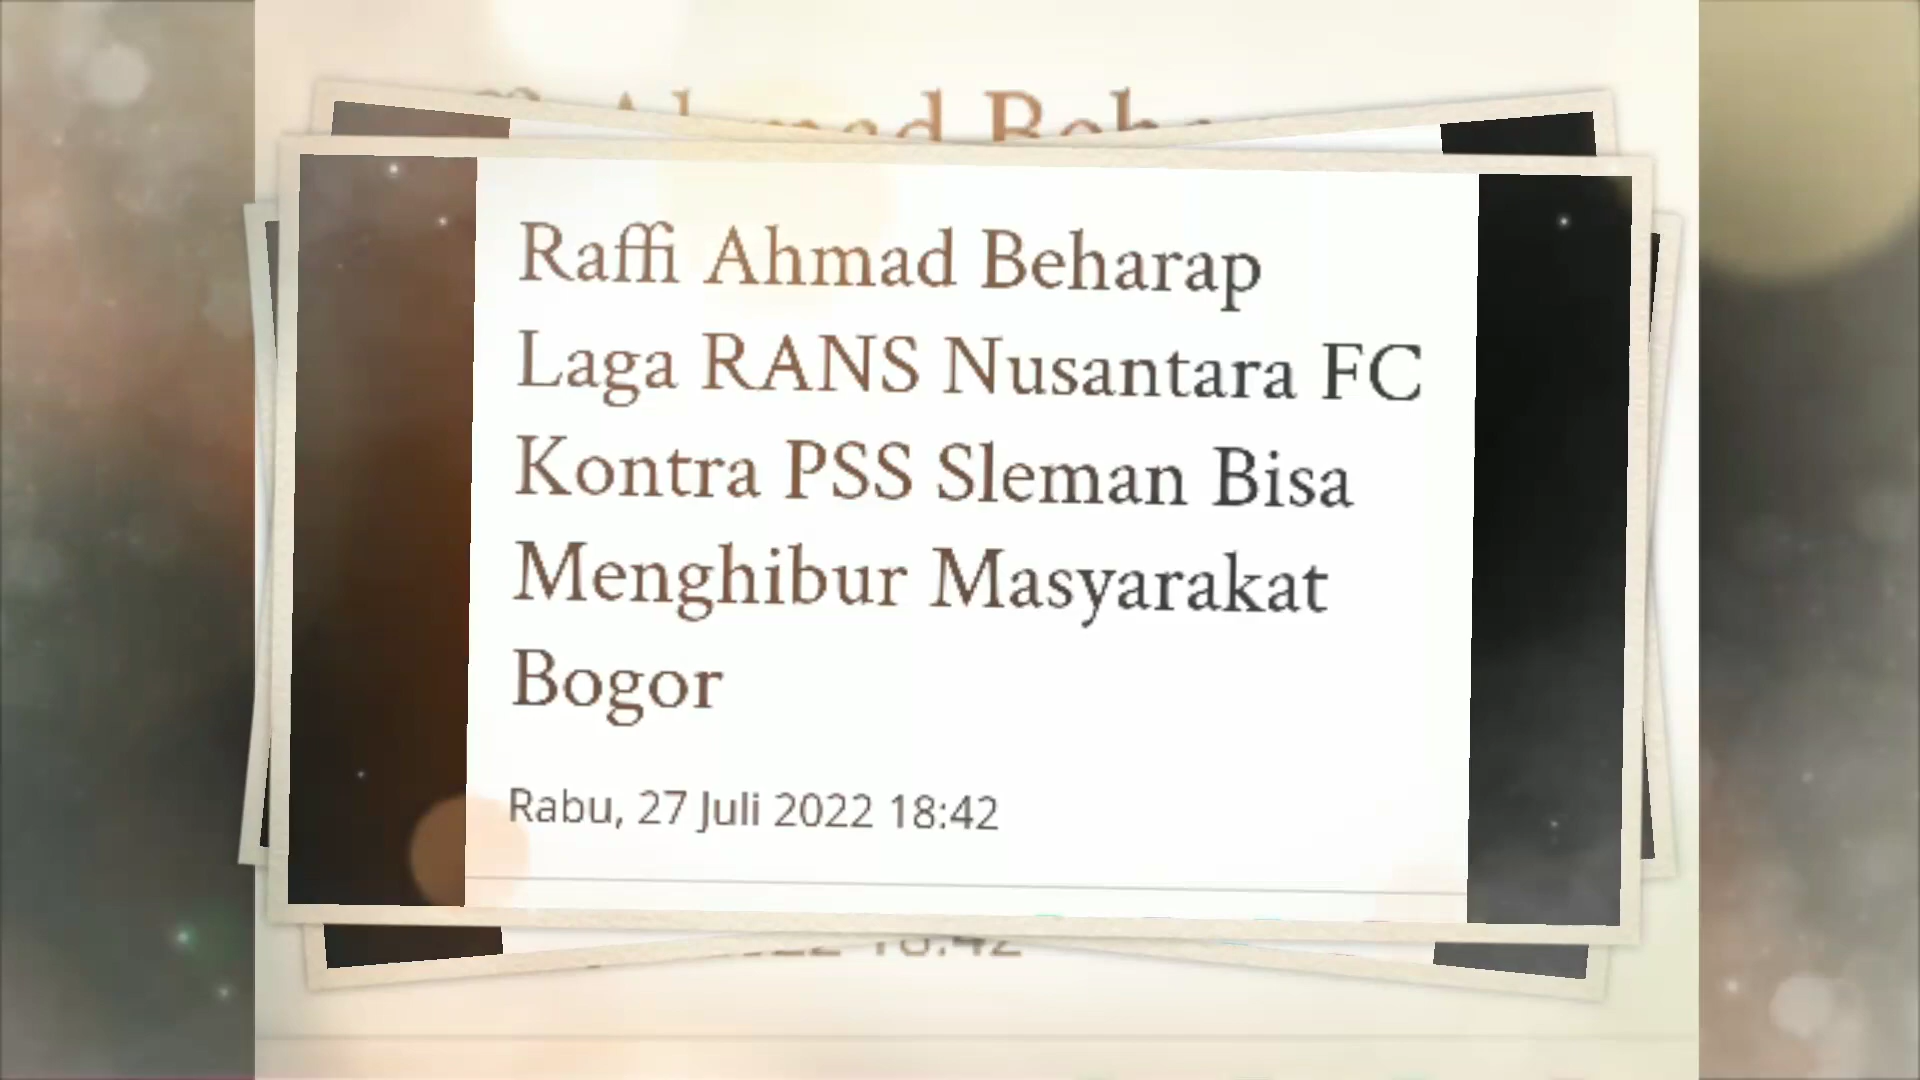 Raffi Ahmad Beharap
Laga RANS Nusantara FC
Kontra PSS Sleman Bisa
Menghibur Masyarakat
Bogor
Rabu, 27 Juli 2022 18:42